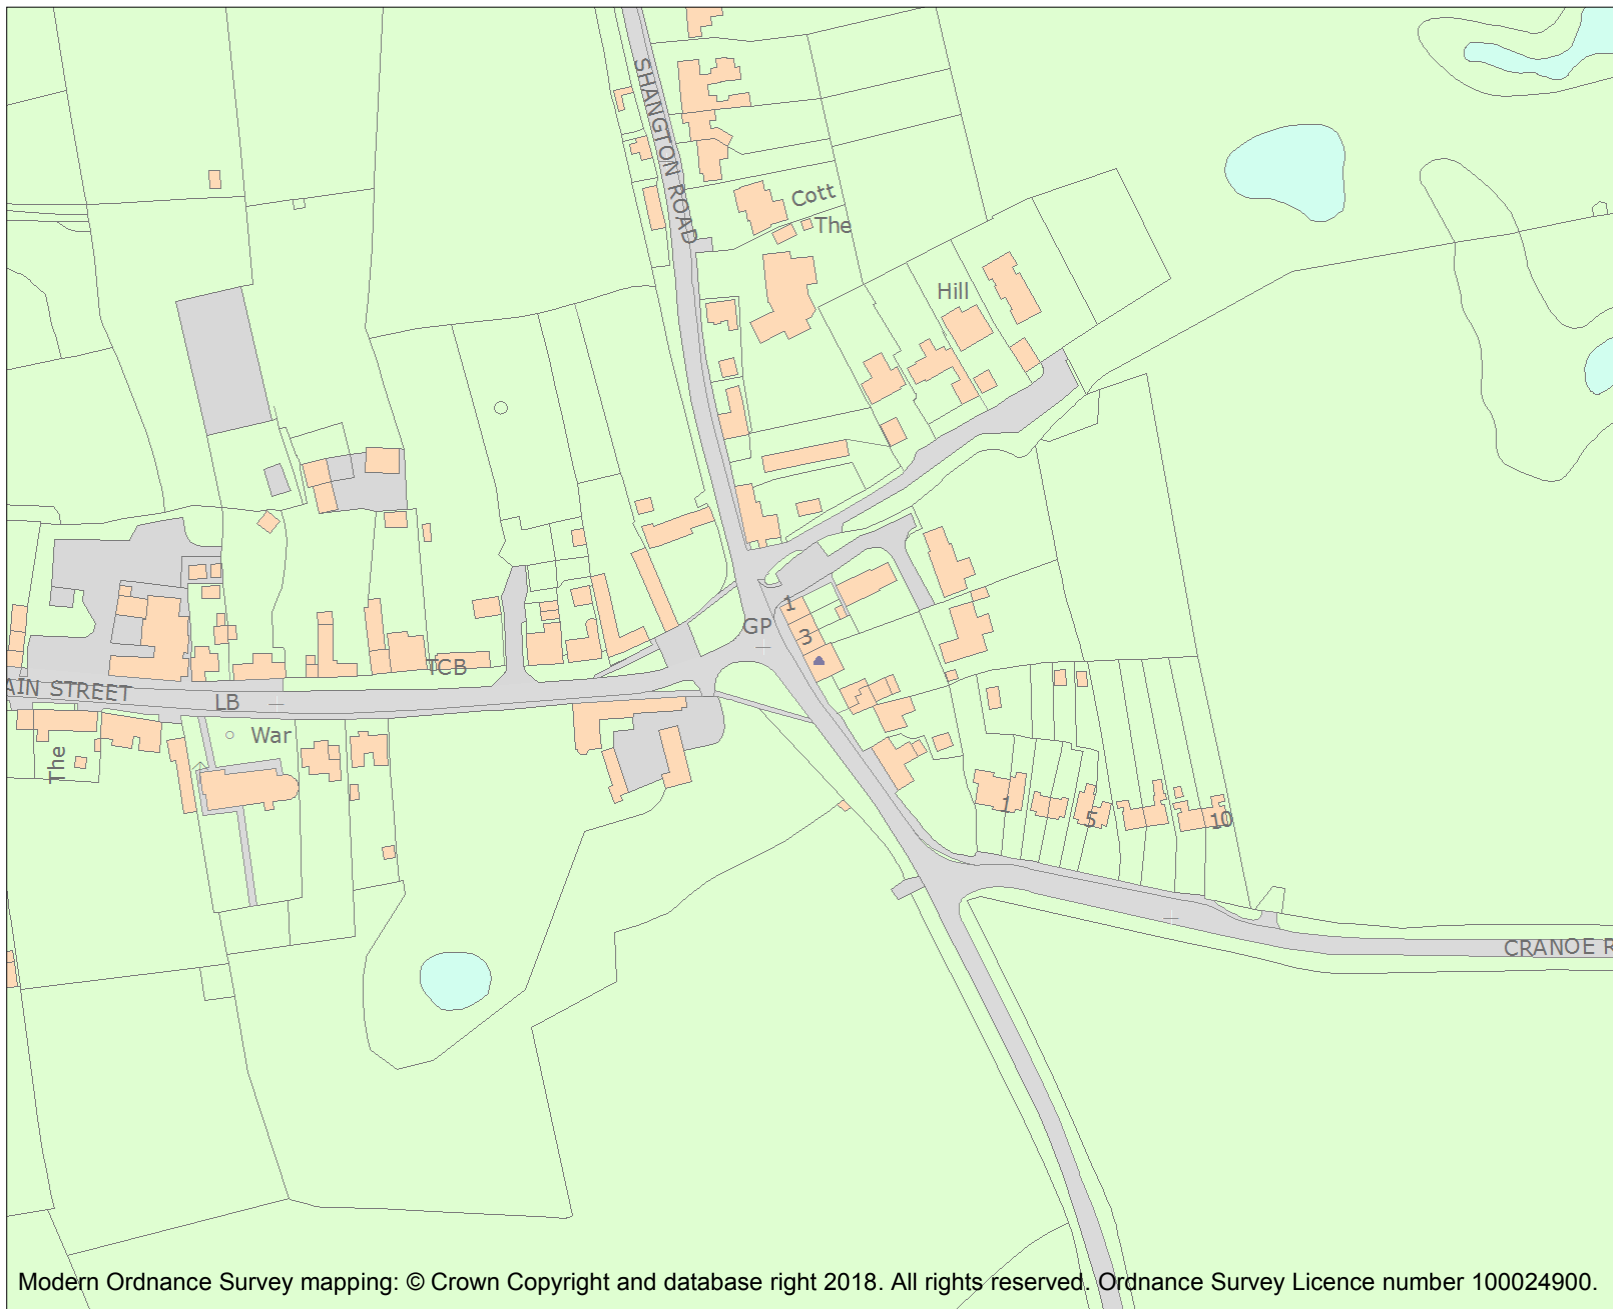 SHANGTON ROAD
Cott
The
Hill
1
GP
3
TCB
AIN STREET
LB
War
The
1
5
10
CRANOE R
Modern Ordnance Survey mapping: © Crown Copyright and database right 2018. All rights reserved. Ordnance Survey Licence number 100024900.